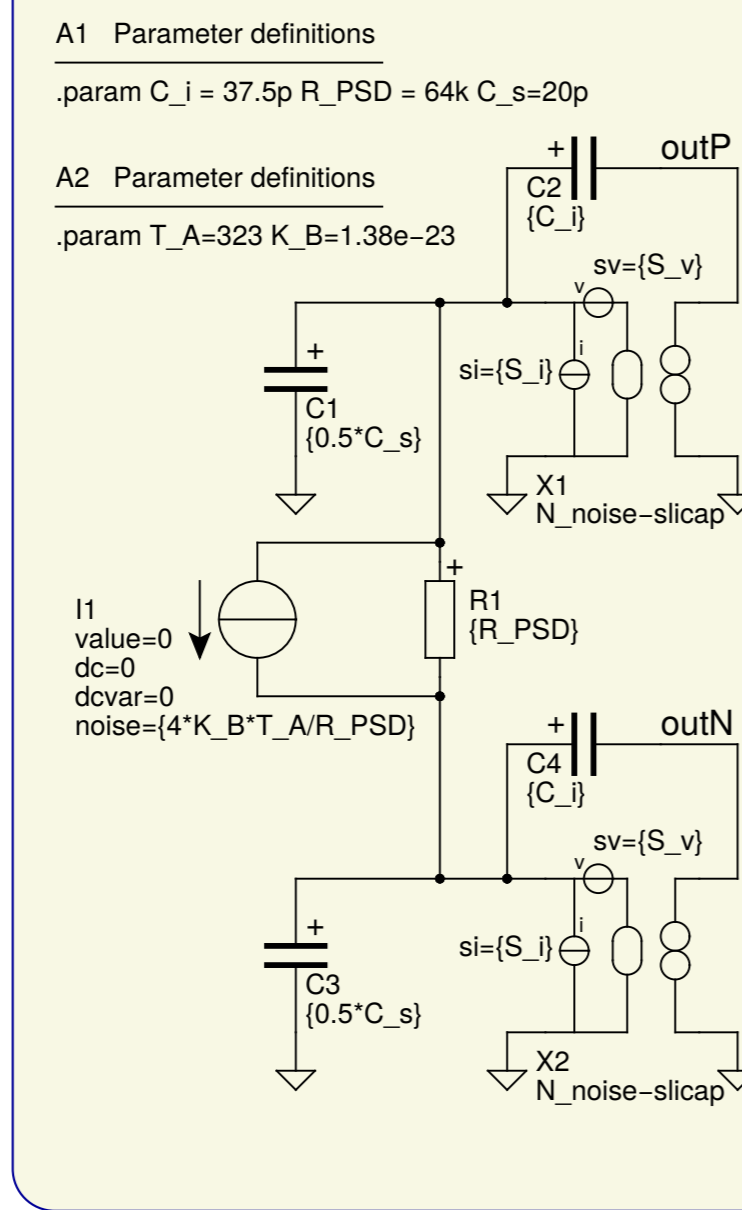 A1 Parameter definitions
.param C_i = 37.5p R_PSD = 64k C_s=20p
A2 Parameter definitions
.param T_A=323 K_B=1.38e−23
+
outP
C2
{C_i}
sv={S_v}
v
+
i
si={S_i}
C1
{0.5*C_s}
X1
N_noise−slicap
+
I1
value=0
dc=0
dcvar=0
noise={4*K_B*T_A/R_PSD}
R1
{R_PSD}
+
outN
C4
{C_i}
sv={S_v}
v
+
i
si={S_i}
C3
{0.5*C_s}
X2
N_noise−slicap